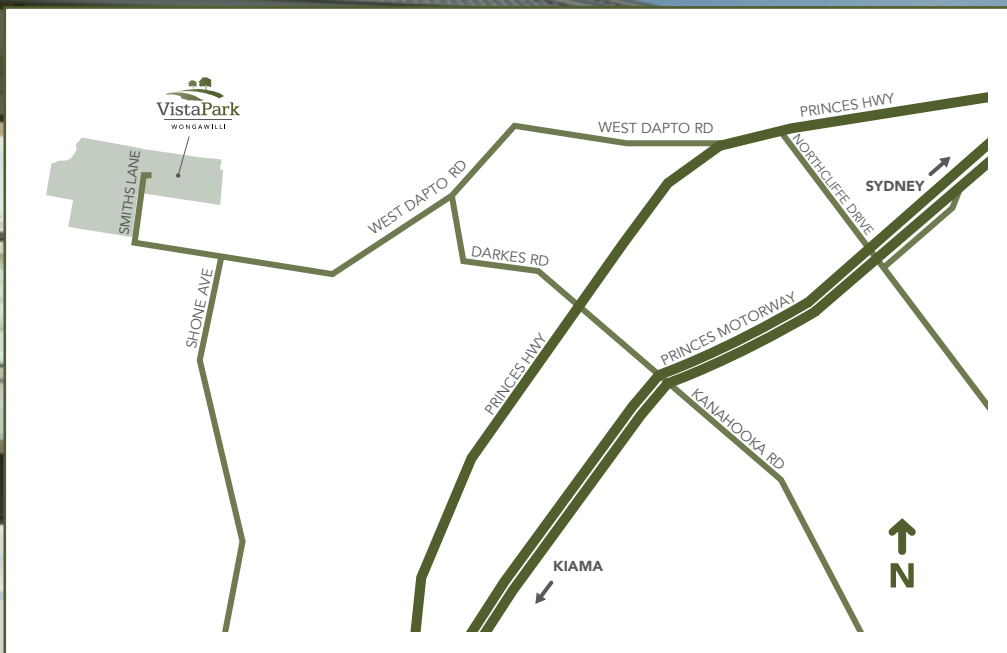 VistaPark
WONGAWILLI
SMITHS LANE
SHONE AVE
WEST DAPTO RD
WEST DAPTO RD
DARKES RD
PRINCES HWY
PRINCES HWY
NORTHCLIFFE DRIVE
SYDNEY
PRINCES MOTORWAY
KANAHOOKA RD
KIAMA
N